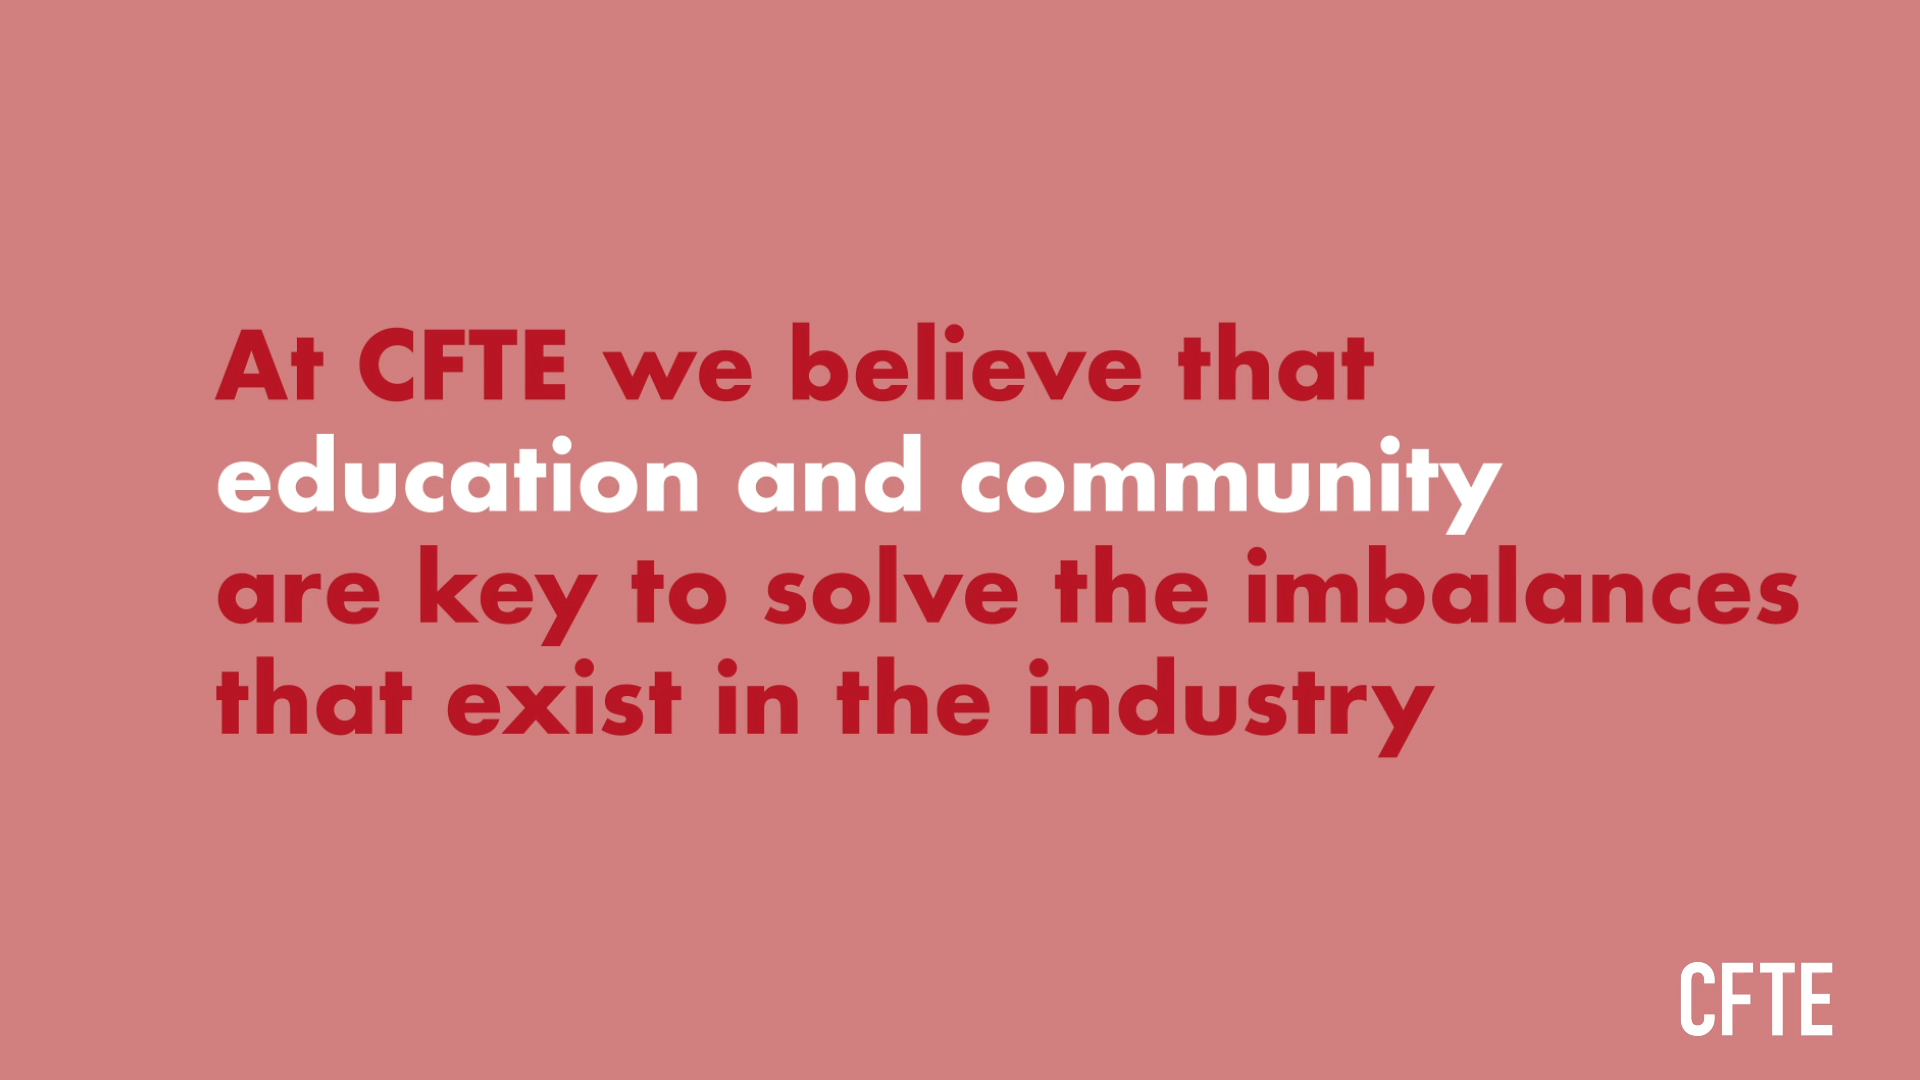 At CFTE we believe that
education and community
are key to solve the imbalances
that exist in the industry
CFTE